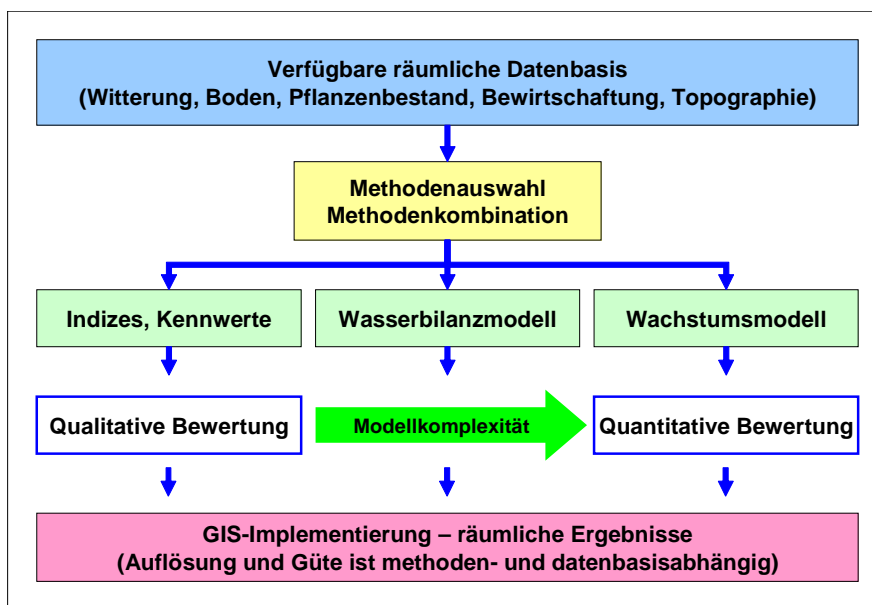 Verfügbare räumliche Datenbasis
(Witterung, Boden, Pflanzenbestand, Bewirtschaftung, Topographie)
Methodenauswahl
Methodenkombination
Indizes, Kennwerte
Wasserbilanzmodell
Wachstumsmodell
Qualitative Bewertung
Modellkomplexität
Quantitative Bewertung
GIS-Implementierung – räumliche Ergebnisse
(Auflösung und Güte ist methoden- und datenbasisabhängig)